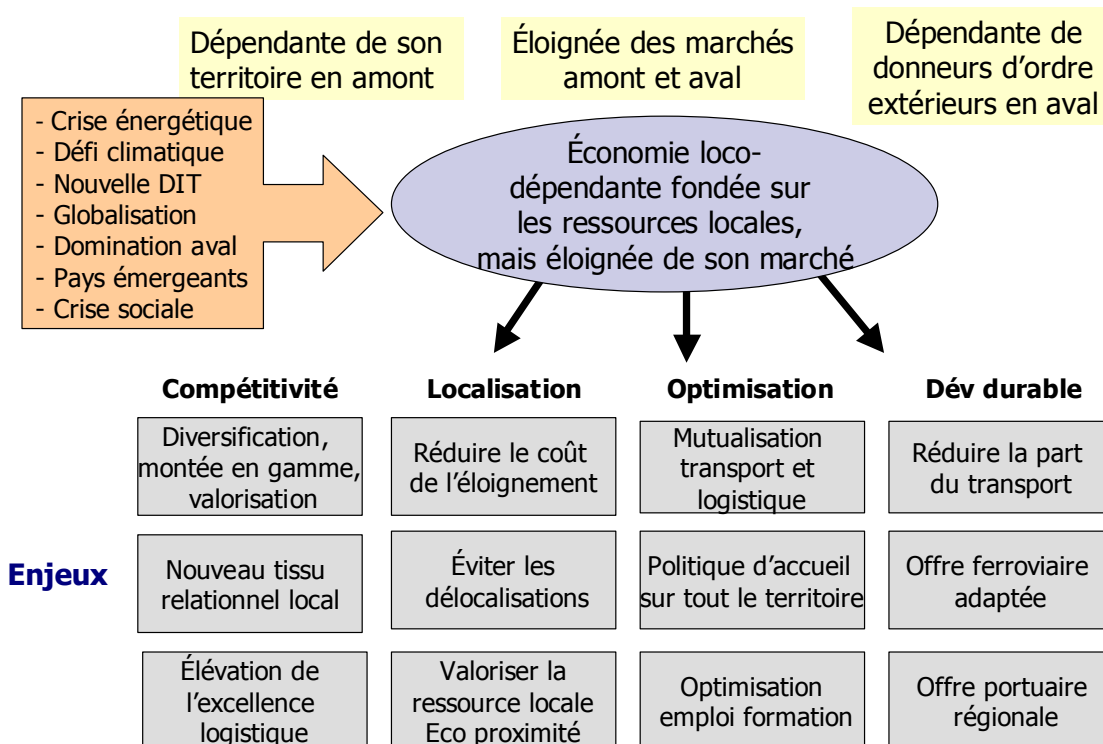 Dépendante de son
territoire en amont
Éloignée des marchés
amont et aval
Dépendante de
donneurs d’ordre
extérieurs en aval
- Crise énergétique
- Défi climatique
- Nouvelle DIT
- Globalisation
- Domination aval
- Pays émergeants
- Crise sociale
Économie loco-
dépendante fondée sur
les ressources locales,
mais éloignée de son marché
Compétitivité
Localisation
Optimisation
Dév durable
Diversification,
montée en gamme,
valorisation
Réduire le coût
de l’éloignement
Mutualisation
transport et
logistique
Réduire la part
du transport
Enjeux
Nouveau tissu
relationnel local
Éviter les
délocalisations
Politique d’accueil
sur tout le territoire
Offre ferroviaire
adaptée
Élévation de
l’excellence
logistique
Valoriser la
ressource locale
Eco proximité
Optimisation
emploi formation
Offre portuaire
régionale